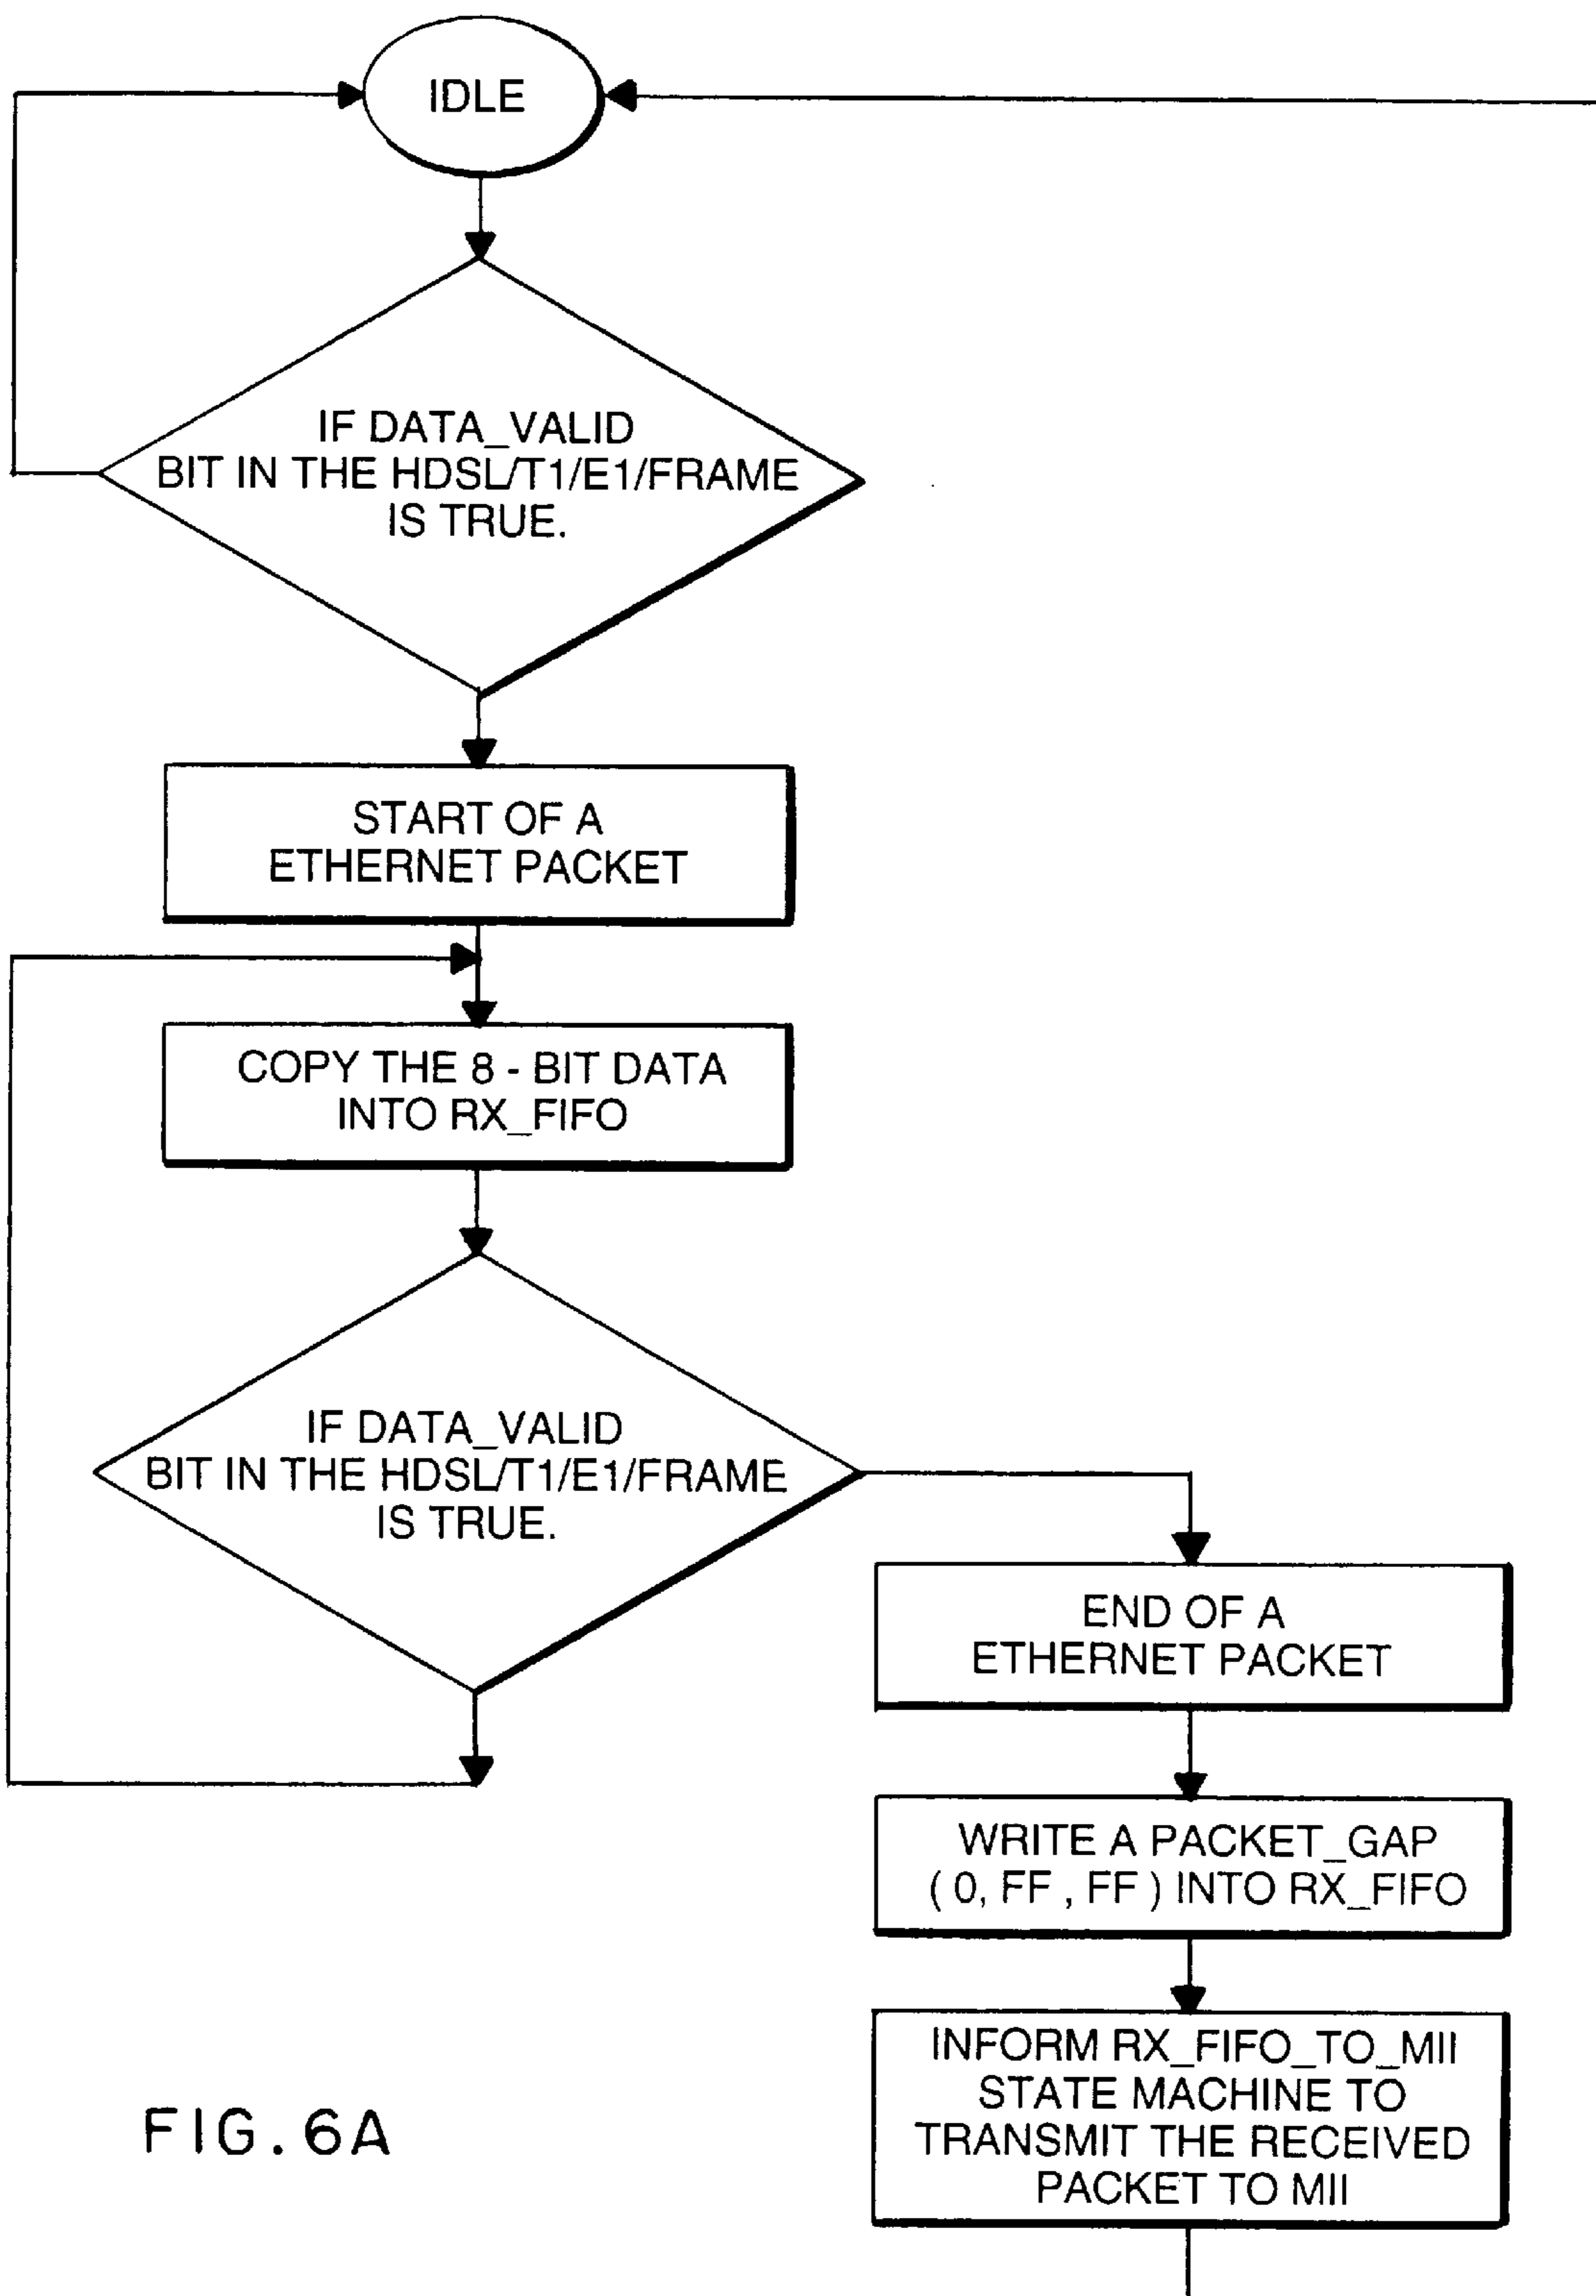 IDLE
IF DATA_VALID
BIT IN THE HDSL/T1/E1/FRAME
IS TRUE.
START OF A
ETHERNET PACKET
COPY THE 8 - BIT DATA
INTO RX_FIFO
IF DATA_VALID
BIT IN THE HDSL/T1/E1/FRAME
IS TRUE.
END OF A
ETHERNET PACKET
WRITE A PACKET_GAP
( 0, FF , FF ) INTO RX_FIFO
INFORM RX_FIFO_TO_MII
STATE MACHINE TO
TRANSMIT THE RECEIVED
PACKET TO MII
FIG. 6A